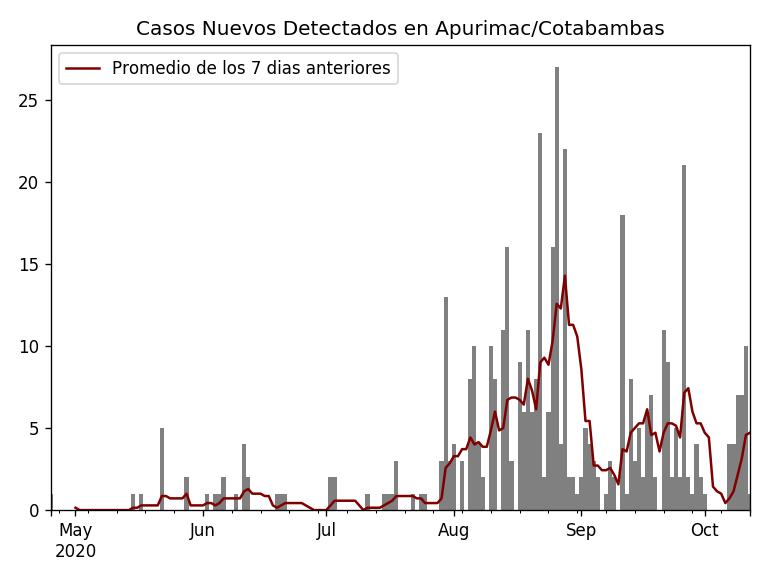 Casos Nuevos Detectados en Apurimac/Cotabambas
Promedio de los 7 dias anteriores
25
20
15
10
5
0
May Jun Jul Aug Sep Oct
2020